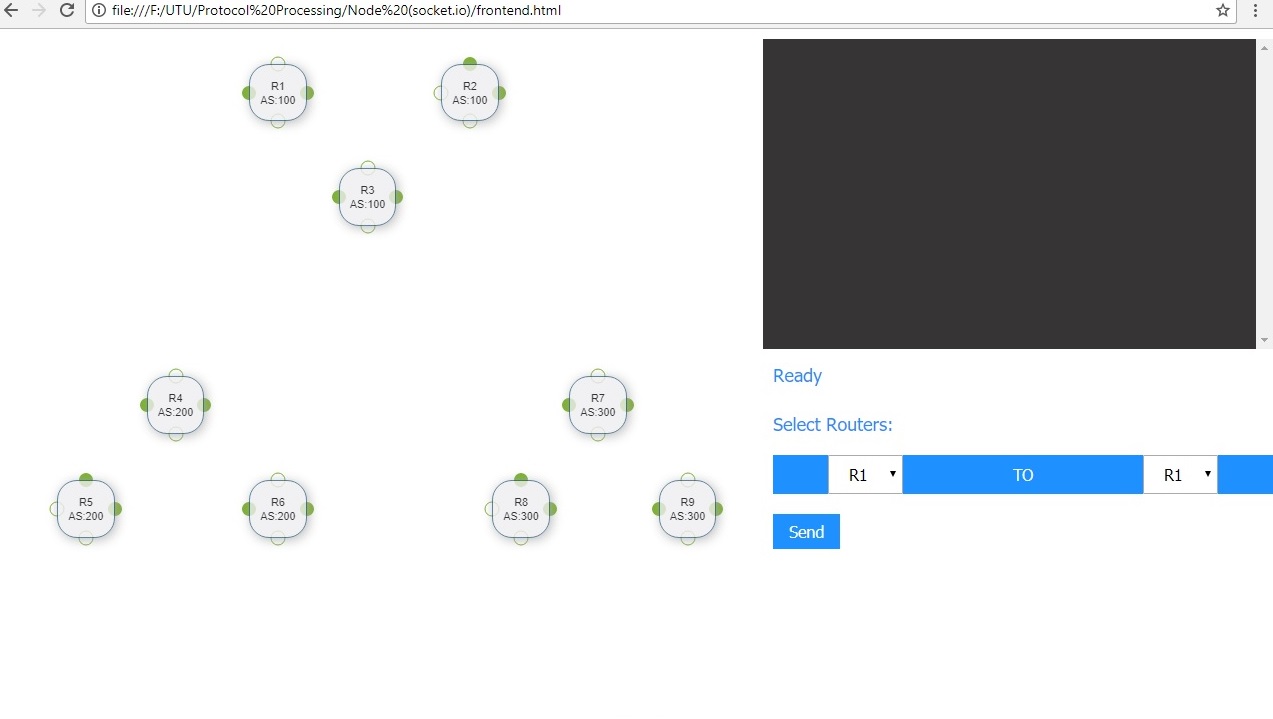 file:///F:/UTU/Protocol%20Processing/Node%20(socket.io)/frontend.html
R1
AS:100
R2
AS:100
R3
AS:100
R4
AS:200
R7
AS:300
R5
AS:200
R6
AS:200
R8
AS:300
R9
AS:300
Ready
Select Routers:
R1 TO R1
Send